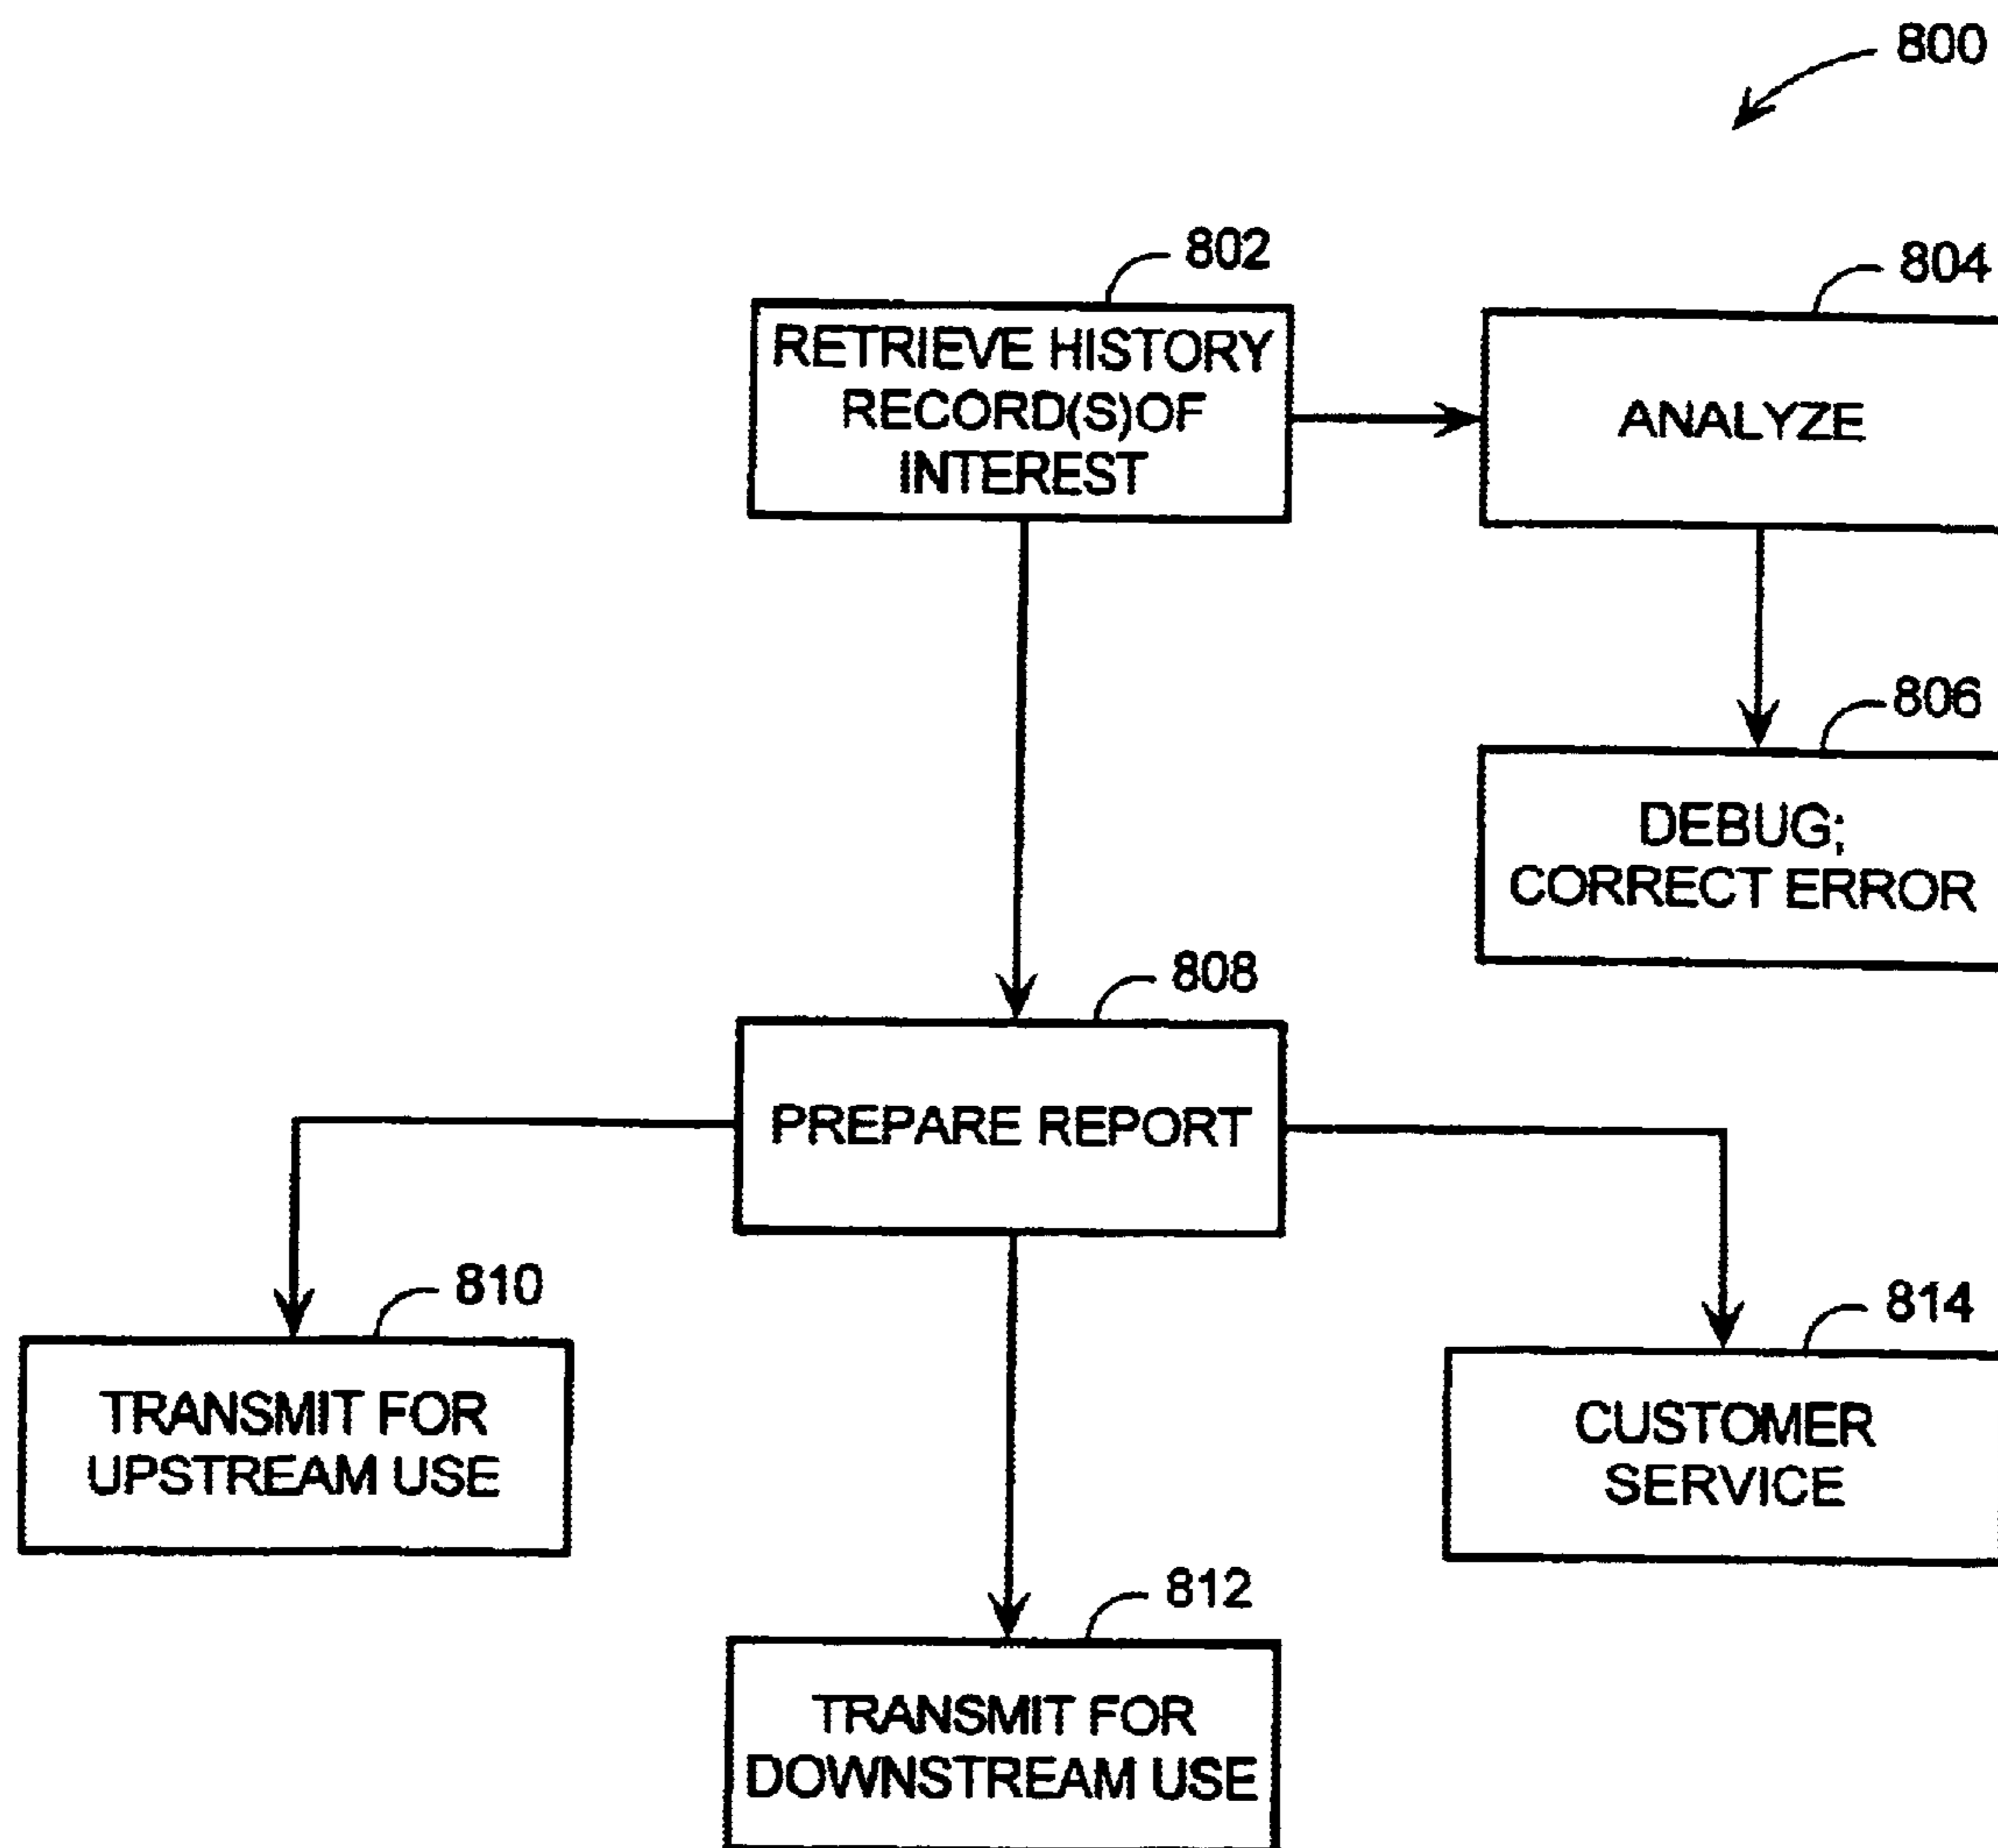 800
802
RETRIEVE HISTORY
RECORD(S)OF
INTEREST
804
ANALYZE
806
DEBUG;
CORRECT ERROR
808
PREPARE REPORT
810
TRANSMIT FOR
UPSTREAM USE
814
CUSTOMER
SERVICE
812
TRANSMIT FOR
DOWNSTREAM USE